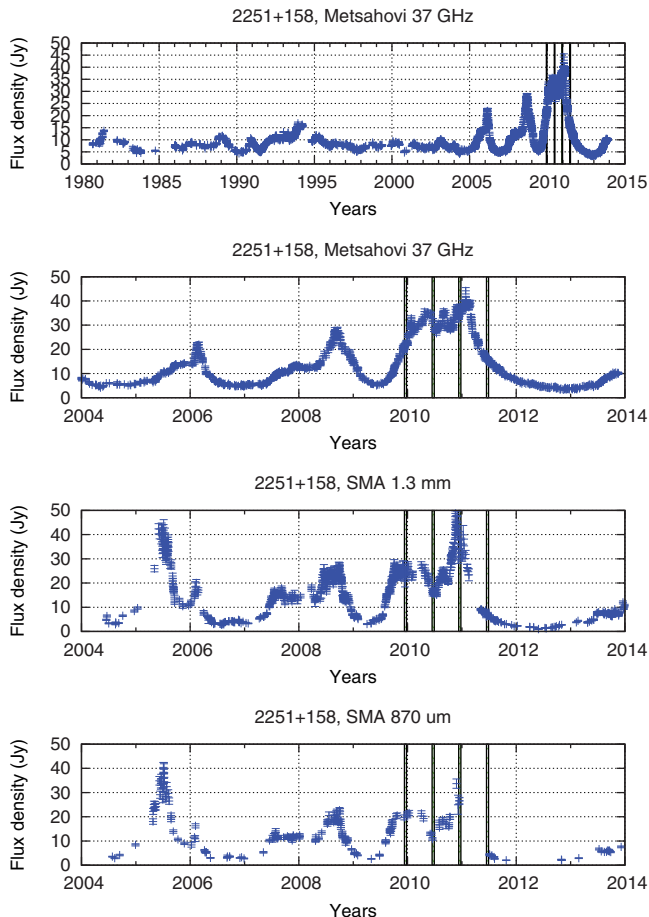 2251+158, Metsahovi 37 GHz
Flux density (Jy)
50
45
40
35
30
25
20
15
10
5
0
1980 1985 1990 1995 2000 2005 2010 2015
Years
2251+158, Metsahovi 37 GHz
Flux density (Jy)
50
40
30
20
10
0
2004 2006 2008 2010 2012 2014
Years
2251+158, SMA 1.3 mm
Flux density (Jy)
50
40
30
20
10
0
2004 2006 2008 2010 2012 2014
Years
2251+158, SMA 870 um
Flux density (Jy)
50
40
30
20
10
0
2004 2006 2008 2010 2012 2014
Years